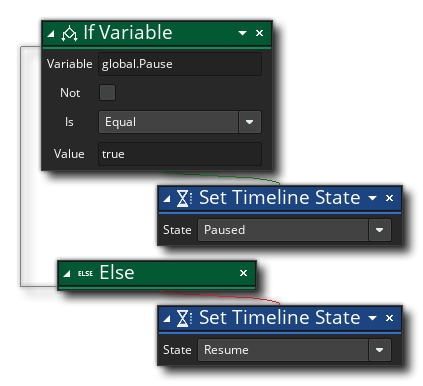 If Variable
Variable global.Pause
Not
Is Equal
Value true
Set Timeline State
State Paused
ELSE Else
Set Timeline State
State Resume